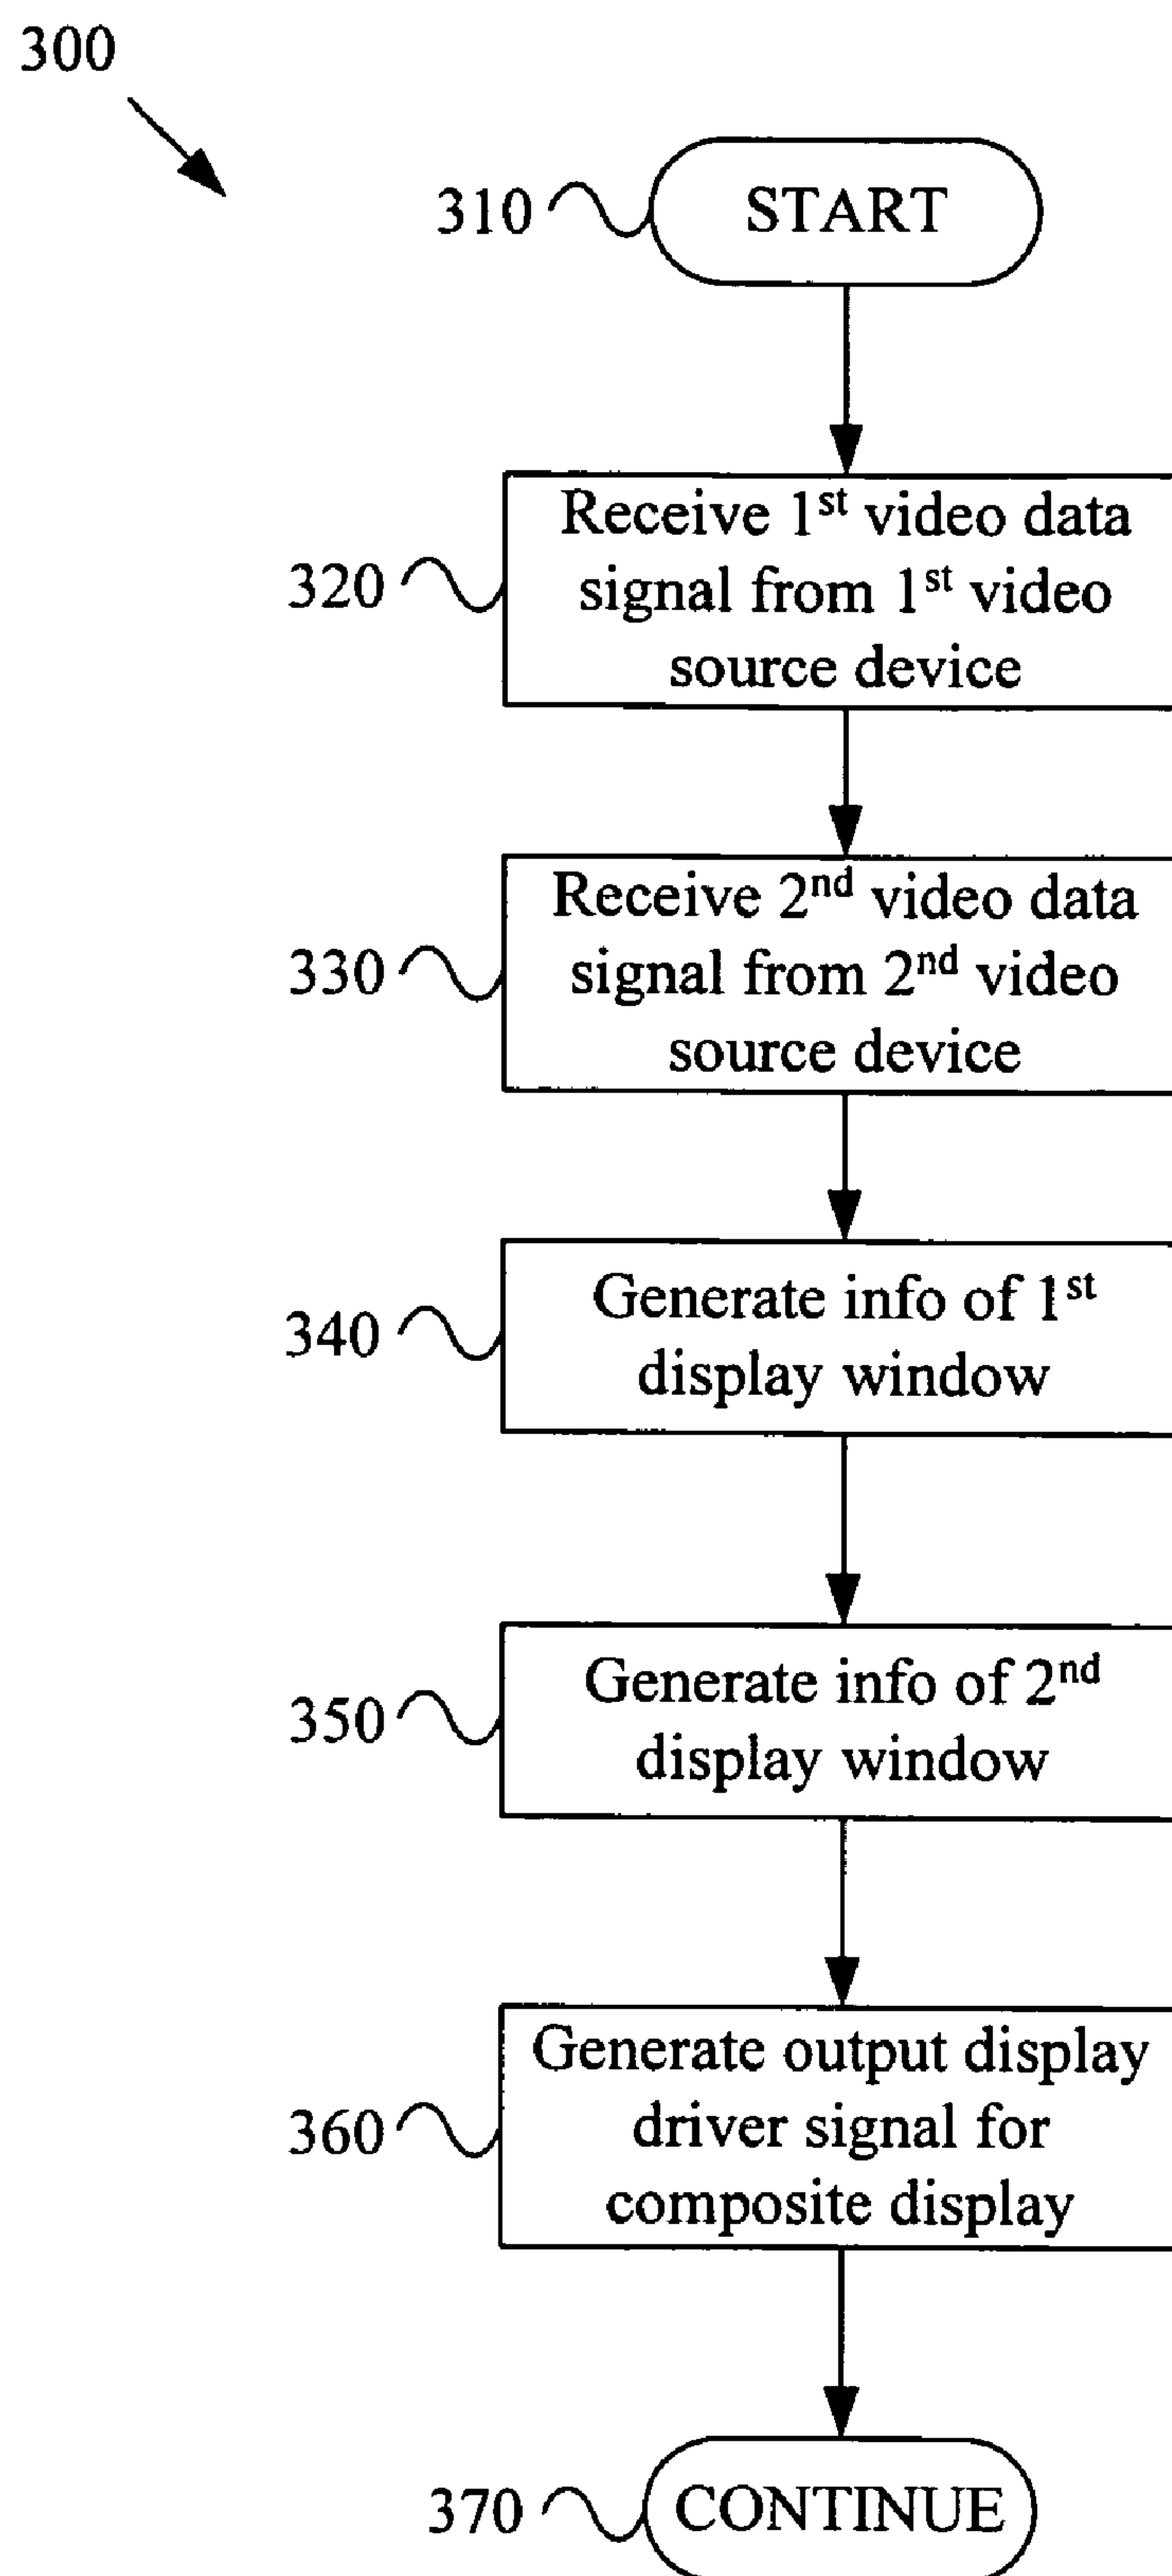 300
310 START
320 Receive 1st video data
signal from 1st video
source device
330 Receive 2nd video data
signal from 2nd video
source device
340 Generate info of 1st
display window
350 Generate info of 2nd
display window
360 Generate output display
driver signal for
composite display
370 CONTINUE